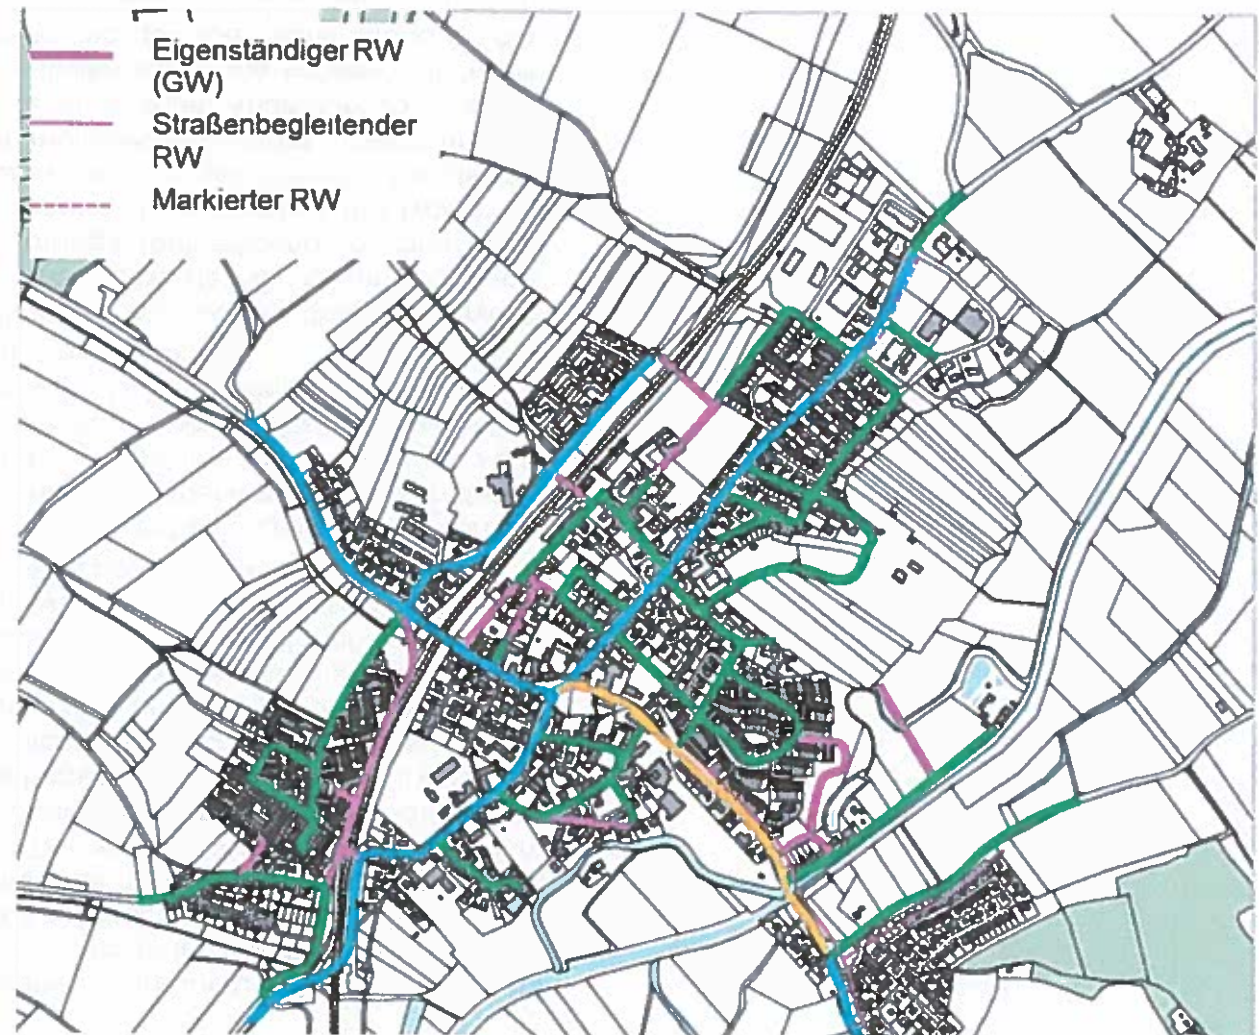 Eigenständiger RW
(GW)
Straßenbegleitender
RW
Markierter RW